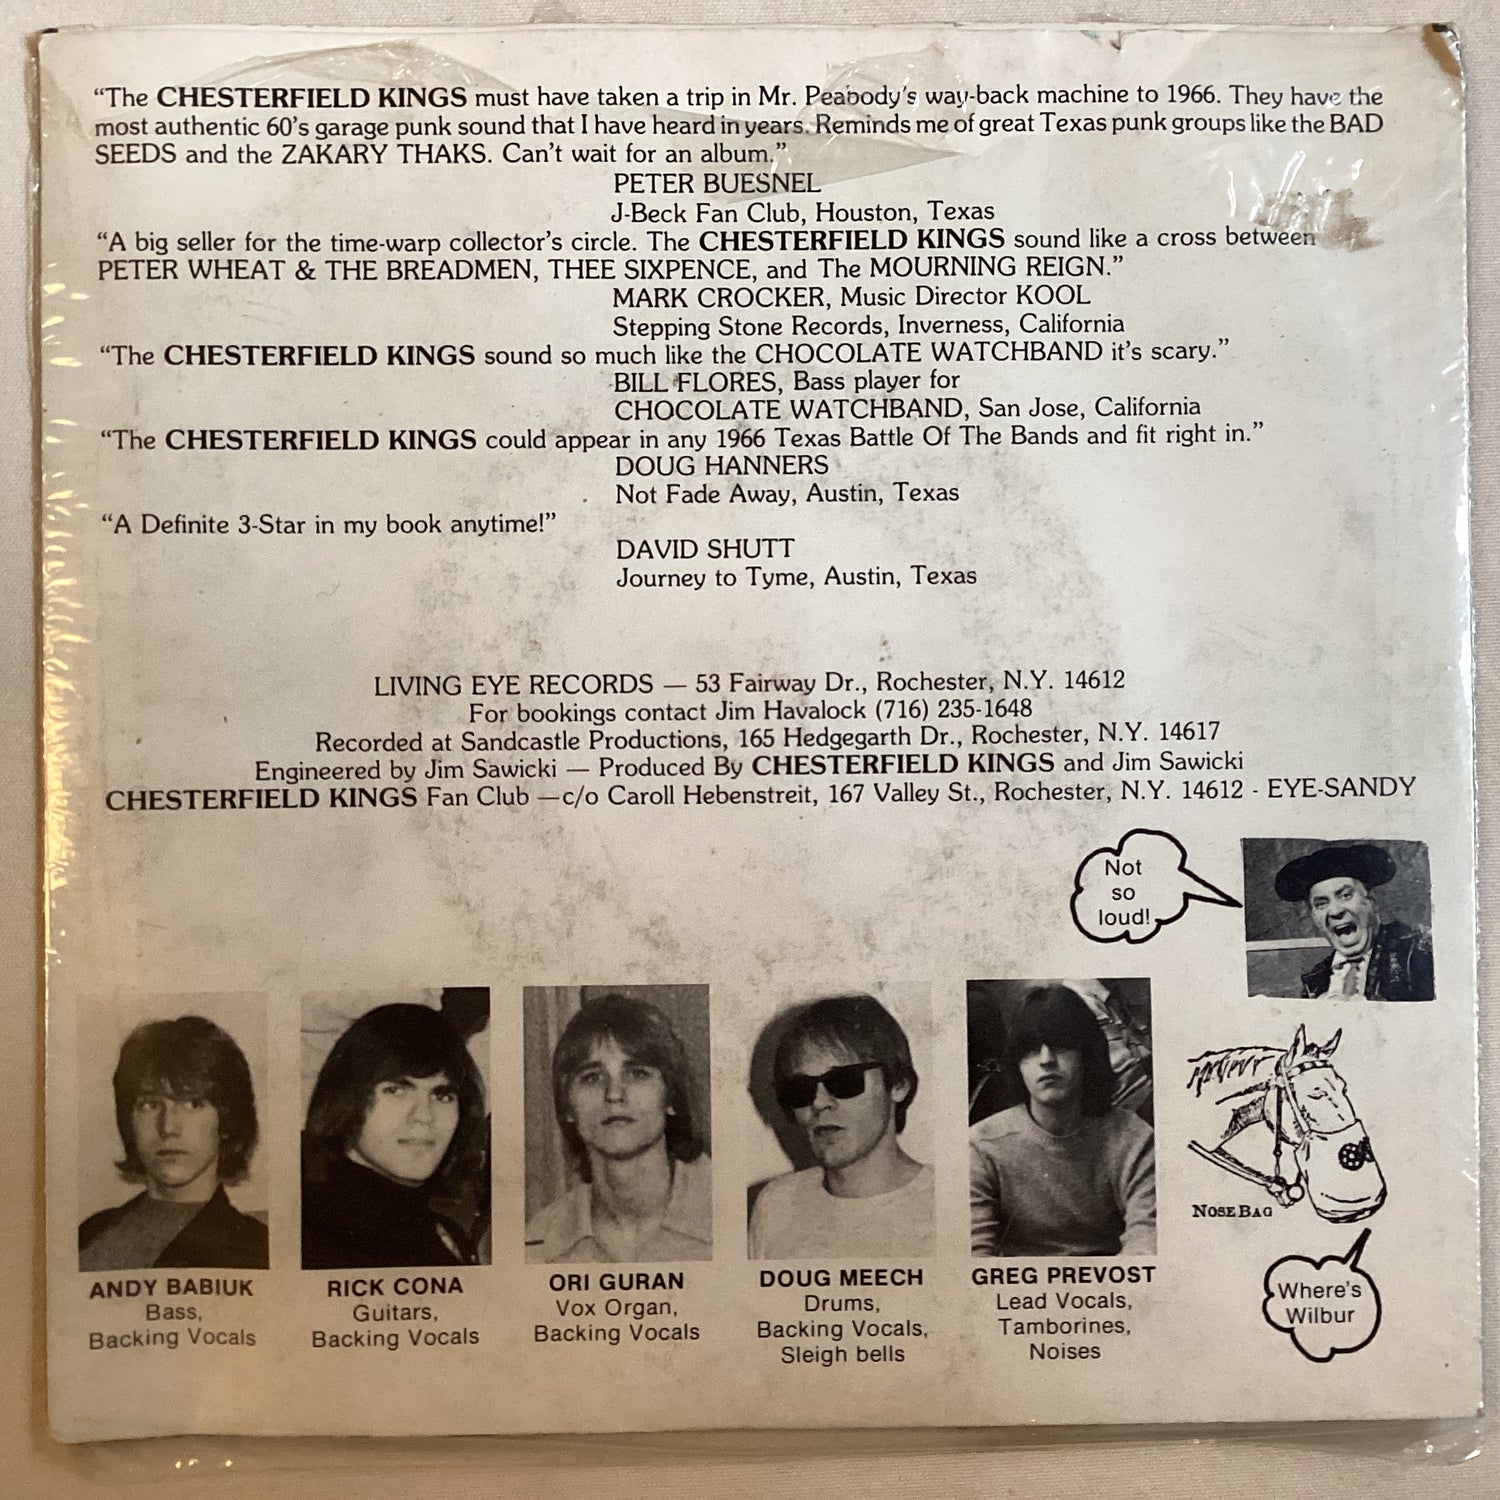 “The CHESTERFIELD KINGS must have taken a trip in Mr. Peabody’s way-back machine to 1966. They have the
most authentic 60’s garage punk sound that I have heard in years. Reminds me of great Texas punk groups like the BAD
SEEDS and the ZAKARY THAKS. Can’t wait for an album.”
PETER BUESNEL
J-Beck Fan Club, Houston, Texas
“A big seller for the time-warp collector’s circle. The CHESTERFIELD KINGS sound like a cross between
PETER WHEAT & THE BREADMEN, THEE SIXPENCE, and The MOURNING REIGN.”
MARK CROCKER, Music Director KOOL
Stepping Stone Records, Inverness, California
“The CHESTERFIELD KINGS sound so much like the CHOCOLATE WATCHBAND it’s scary.”
BILL FLORES, Bass player for
CHOCOLATE WATCHBAND, San Jose, California
“The CHESTERFIELD KINGS could appear in any 1966 Texas Battle Of The Bands and fit right in.”
DOUG HANNERS
Not Fade Away, Austin, Texas
“A Definite 3-Star in my book anytime!”
DAVID SHUTT
Journey to Tyme, Austin, Texas
LIVING EYE RECORDS — 53 Fairway Dr., Rochester, N.Y. 14612
For bookings contact Jim Havalock (716) 235-1648
Recorded at Sandcastle Productions, 165 Hedgegarth Dr., Rochester, N.Y. 14617
Engineered by Jim Sawicki — Produced By CHESTERFIELD KINGS and Jim Sawicki
CHESTERFIELD KINGS Fan Club —c/o Caroll Hebenstreit, 167 Valley St., Rochester, N.Y. 14612 - EYE-SANDY
Not
so
loud!
NOSE BAG
ANDY BABIUK
Bass,
Backing Vocals
RICK CONA
Guitars,
Backing Vocals
ORI GURAN
Vox Organ,
Backing Vocals
DOUG MEECH
Drums,
Backing Vocals,
Sleigh bells
GREG PREVOST
Lead Vocals,
Tamborines,
Noises
Where’s
Wilbur